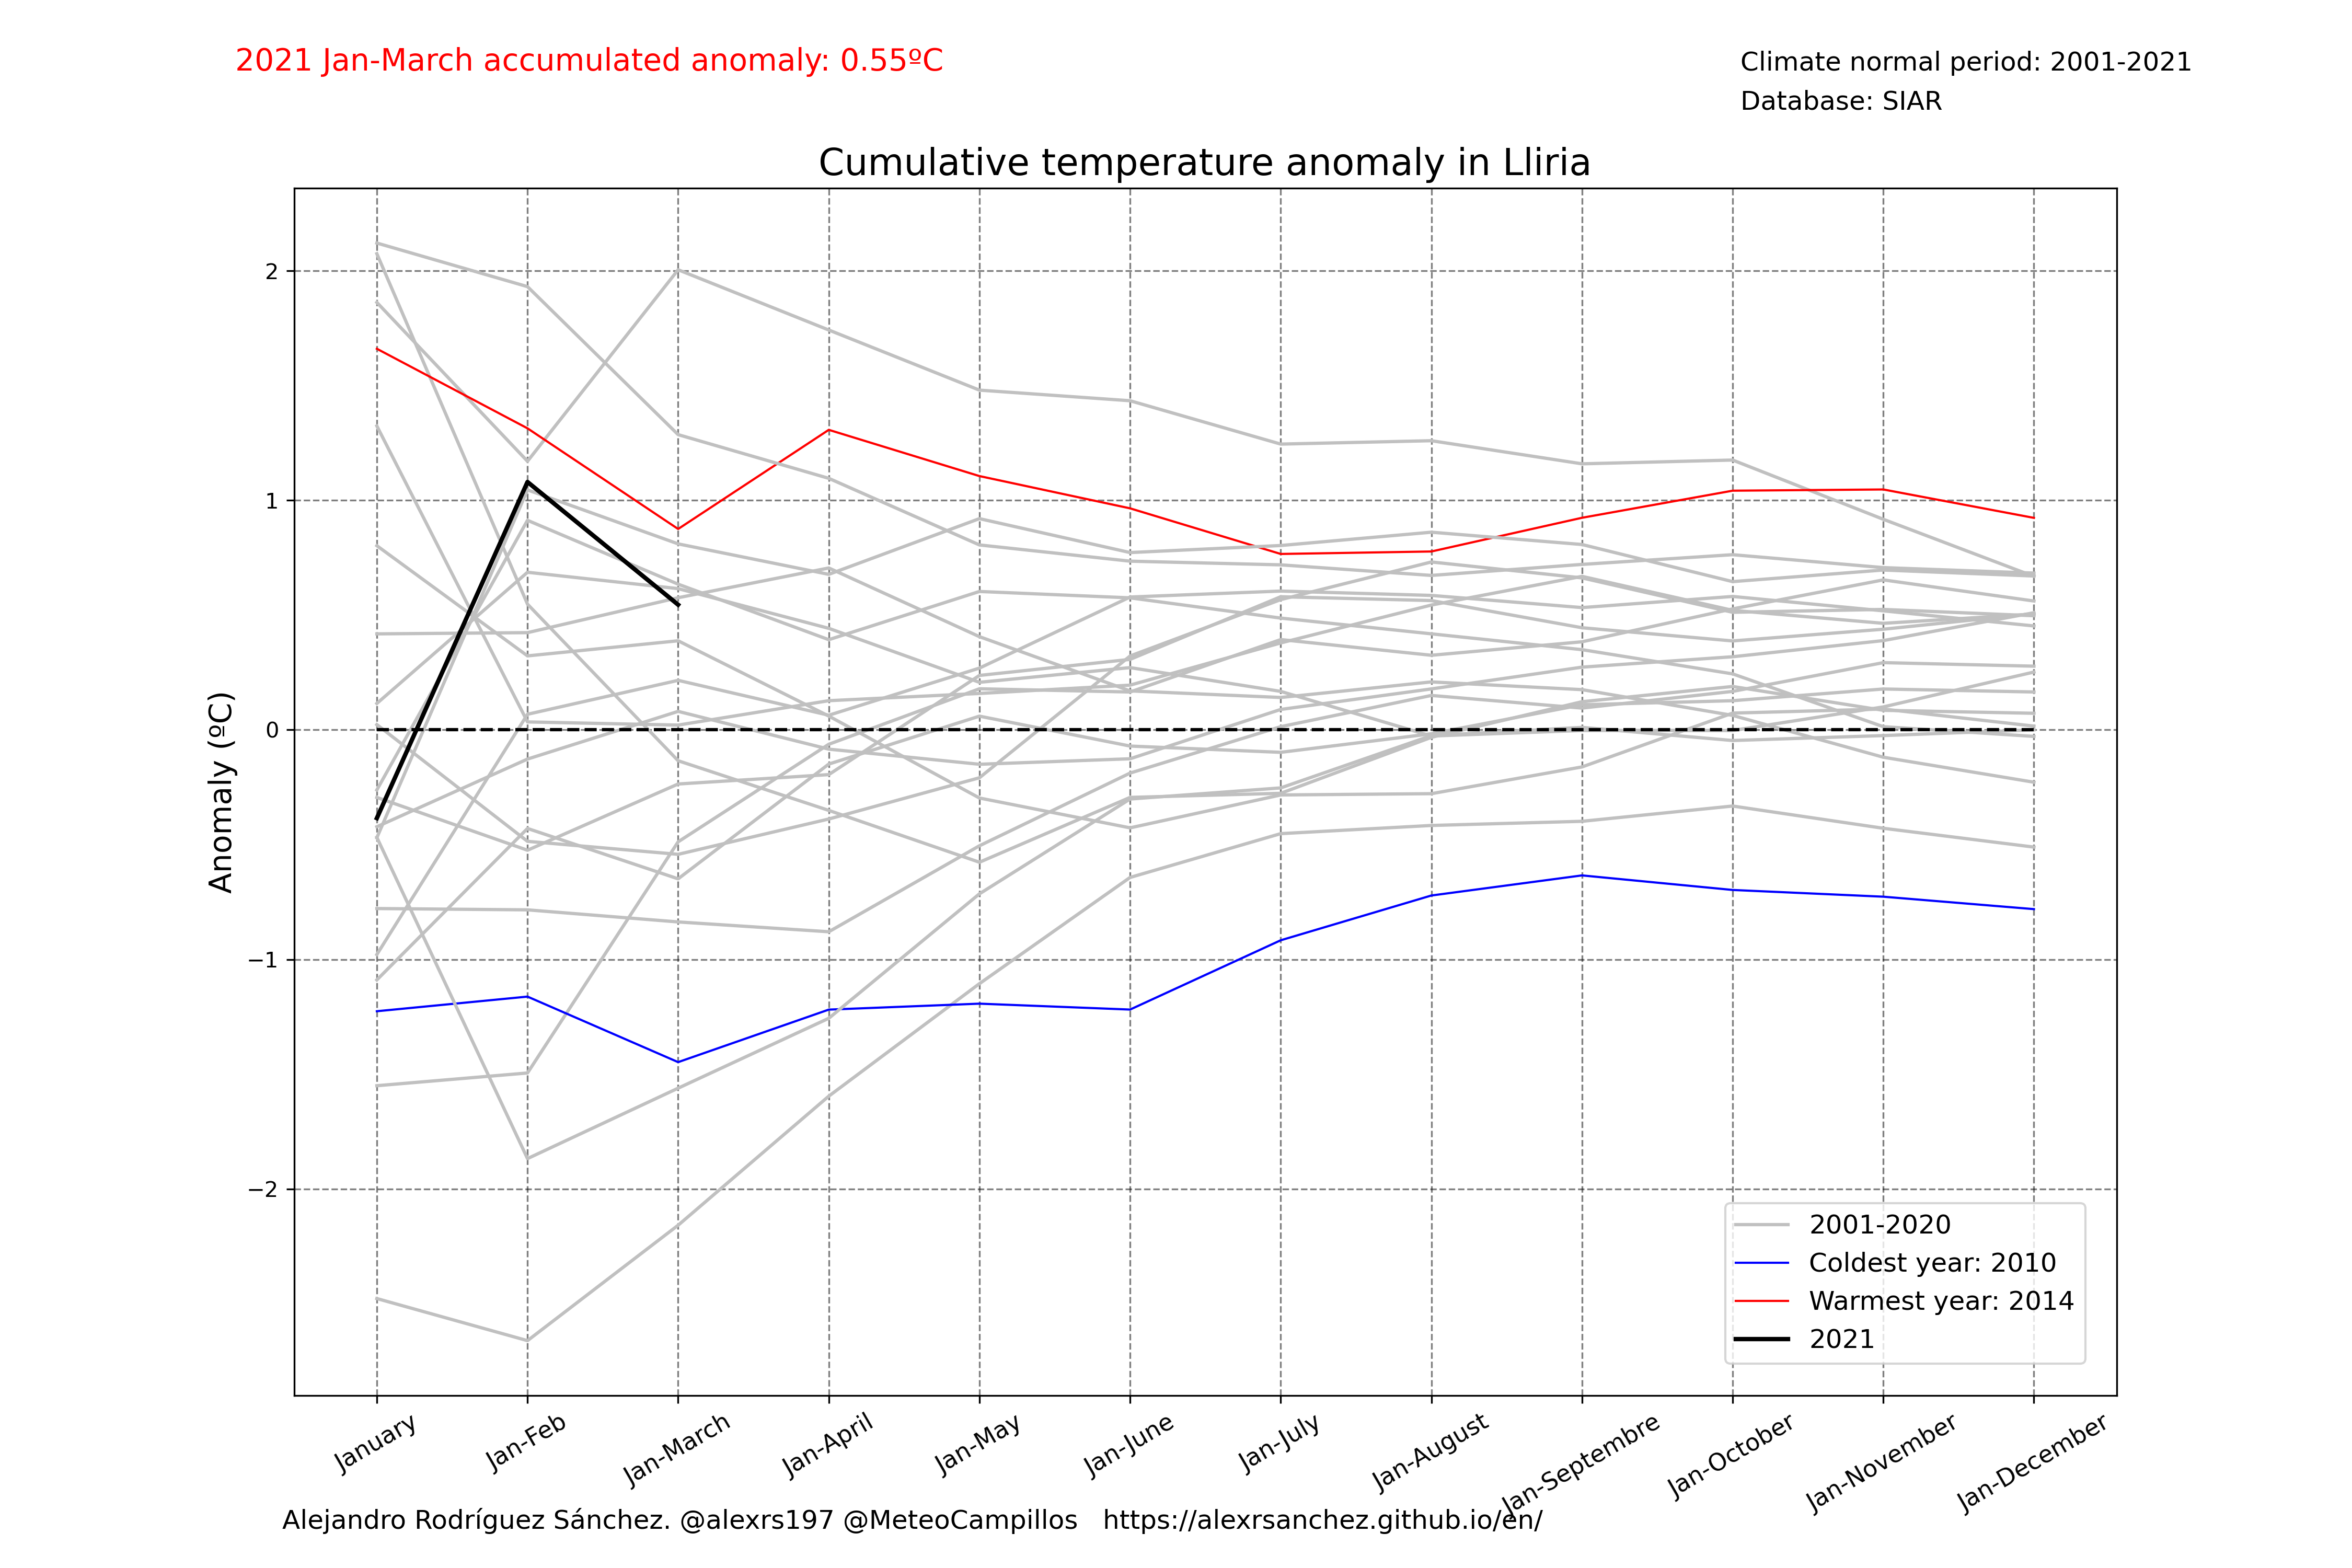 2021 Jan-March accumulated anomaly: 0.55ºC
Climate normal period: 2001-2021
Database: SIAR
Cumulative temperature anomaly in Lliria
Anomaly (ºC)
2
1
0
−1
−2
2001-2020
Coldest year: 2010
Warmest year: 2014
2021
January
Jan-Feb
Jan-March
Jan-April
Jan-May
Jan-June
Jan-July
Jan-August
Jan-Septembre
Jan-October
Jan-November
Jan-December
Alejandro Rodríguez Sánchez. @alexrs197 @MeteoCampillos https://alexrsanchez.github.io/en/